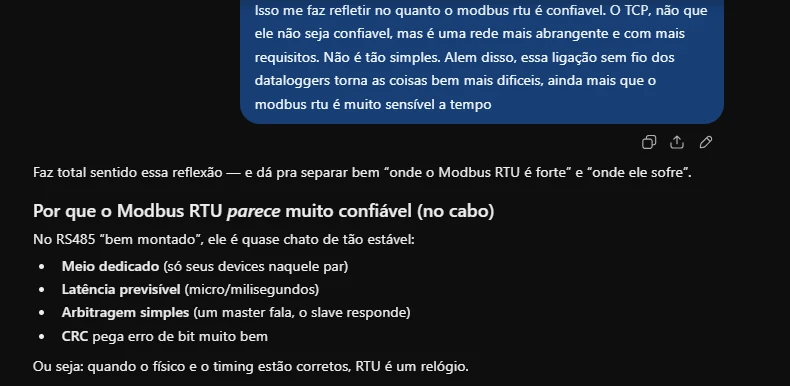 Isso me faz refletir no quanto o modbus rtu é confiavel. O TCP, não que
ele não seja confiavel, mas é uma rede mais abrangente e com mais
requisitos. Não é tão simples. Alem disso, essa ligação sem fio dos
dataloggers torna as coisas bem mais dificeis, ainda mais que o
modbus rtu é muito sensível a tempo
Faz total sentido essa reflexão — e dá pra separar bem “onde o Modbus RTU é forte” e “onde ele sofre”.
Por que o Modbus RTU parece muito confiável (no cabo)
No RS485 “bem montado”, ele é quase chato de tão estável:
• Meio dedicado (só seus devices naquele par)
• Latência previsível (micro/milisegundos)
• Arbitragem simples (um master fala, o slave responde)
• CRC pega erro de bit muito bem
Ou seja: quando o físico e o timing estão corretos, RTU é um relógio.